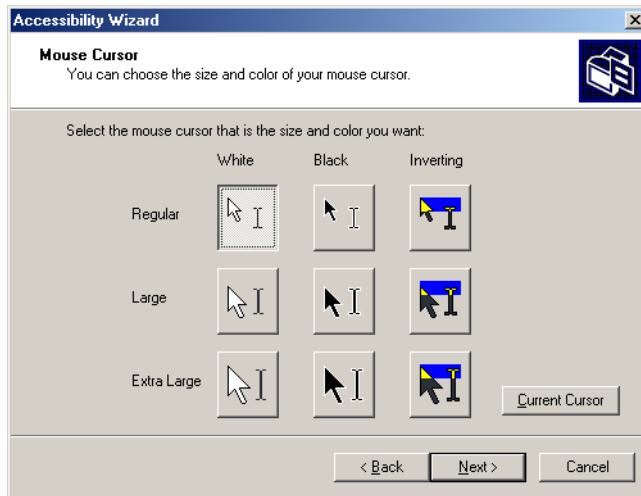 Accessibility Wizard
Mouse Cursor
You can choose the size and color of your mouse cursor.
Select the mouse cursor that is the size and color you want:
White Black Inverting
Regular
Large
Extra Large
Current Cursor
< Back Next > Cancel